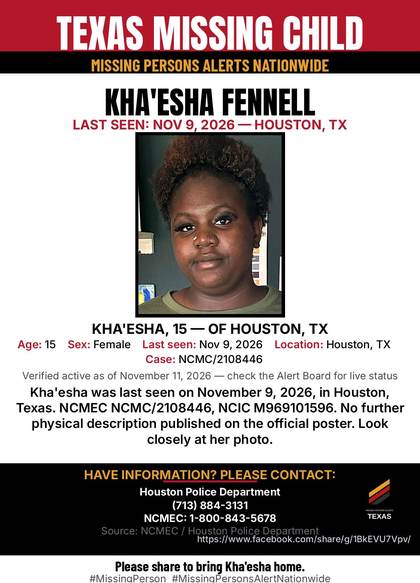 TEXAS MISSING CHILD
MISSING PERSONS ALERTS NATIONWIDE
KHA'ESHA FENNELL
LAST SEEN: NOV 9, 2026 — HOUSTON, TX
KHA'ESHA, 15 — OF HOUSTON, TX
Age: 15 Sex: Female Last seen: Nov 9, 2026 Location: Houston, TX
Case: NCMC/2108446
Verified active as of November 11, 2026 — check the Alert Board for live status
Kha'esha was last seen on November 9, 2026, in Houston,
Texas. NCMEC NCMC/2108446, NCIC M969101596. No further
physical description published on the official poster. Look
closely at her photo.
HAVE INFORMATION? PLEASE CONTACT:
Houston Police Department
(713) 884-3131
NCMEC: 1-800-843-5678
Source: NCMEC / Houston Police Department
TEXAS
https://www.facebook.com/share/g/1BkEVU7Vpv/
Please share to bring Kha'esha home.
#MissingPerson #MissingPersonsAlertNationwide